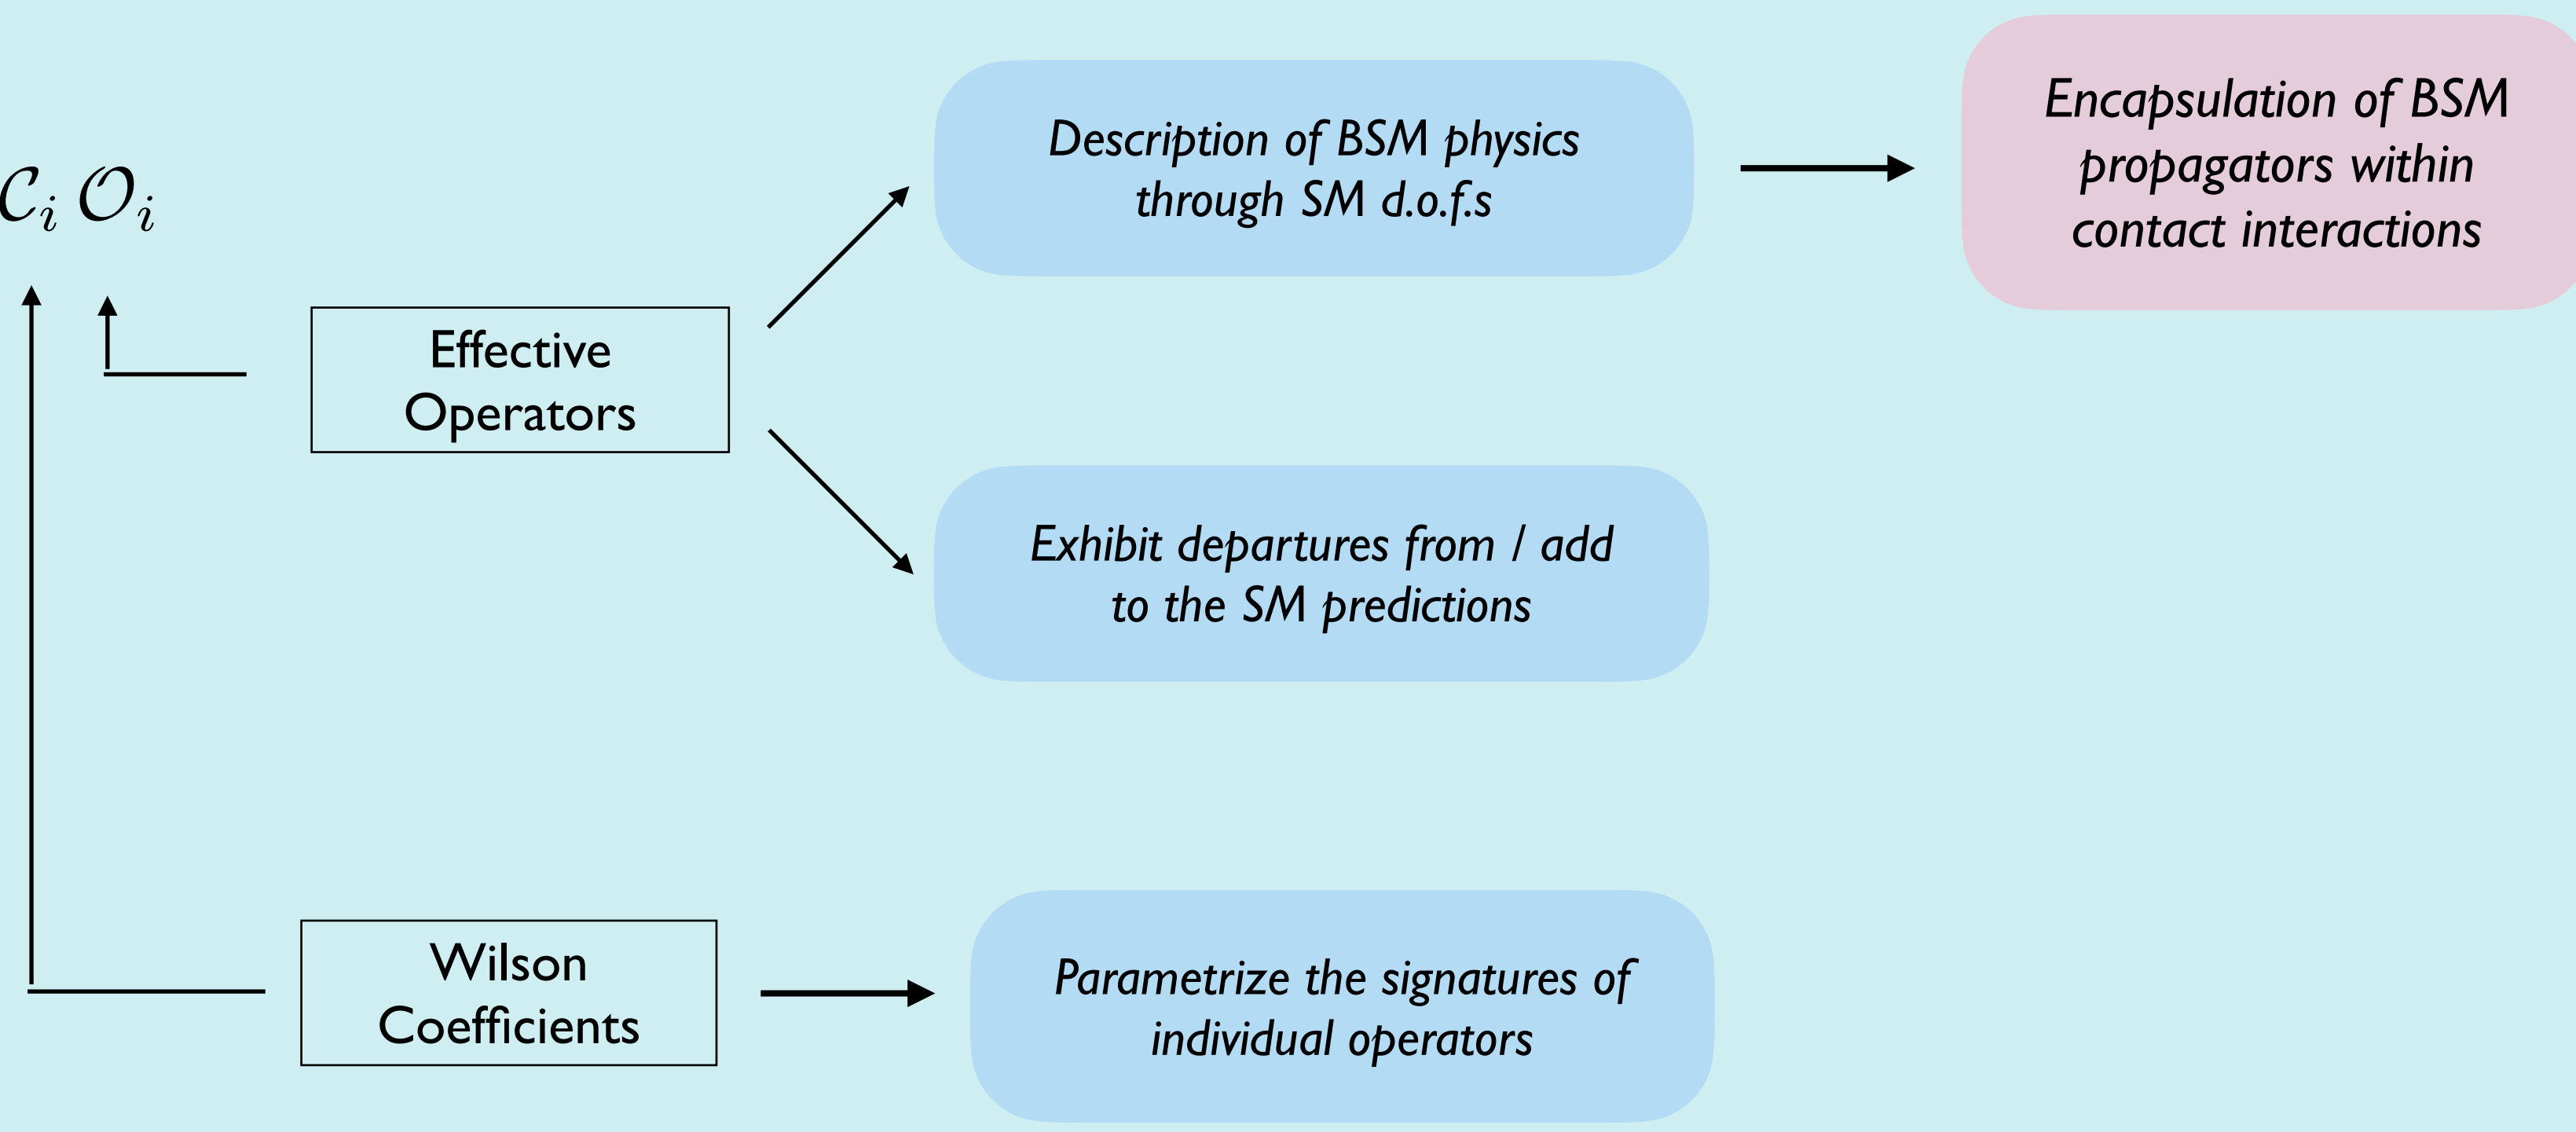 𝒞ᵢ 𝒪ᵢ
Effective
Operators
Description of BSM physics
through SM d.o.f.s
Encapsulation of BSM
propagators within
contact interactions
Exhibit departures from / add
to the SM predictions
Wilson
Coefficients
Parametrize the signatures of
individual operators